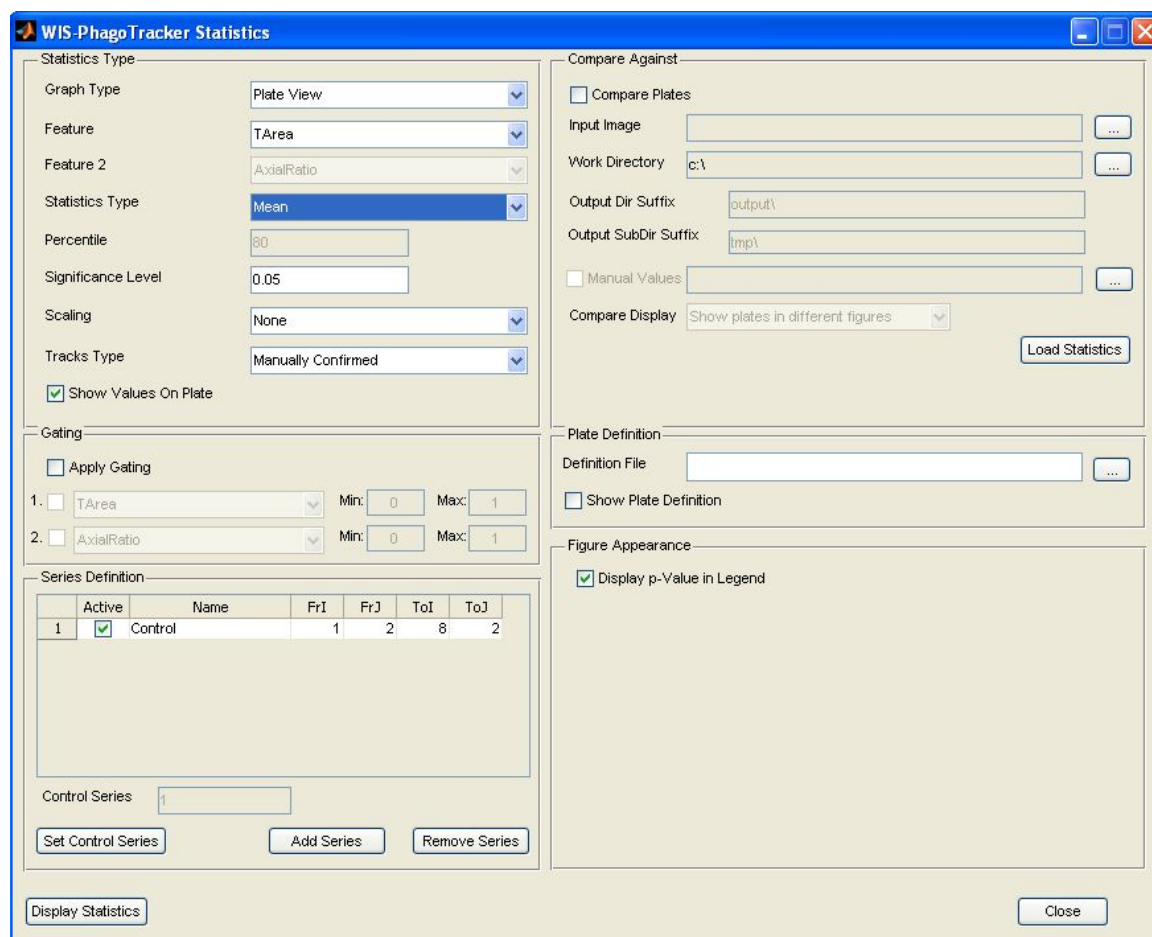 WIS-PhagoTracker Statistics
Statistics Type
Graph Type Plate View
Feature TArea
Feature 2 AxialRatio
Statistics Type Mean
Percentile 80
Significance Level 0.05
Scaling None
Tracks Type Manually Confirmed
Show Values On Plate
Gating
Apply Gating
1. TArea Min: 0 Max: 1
2. AxialRatio Min: 0 Max: 1
Series Definition
Active Name FrI FrJ ToI ToJ
1 Control 1 2 8 2
Control Series 1
Set Control Series Add Series Remove Series
Display Statistics
Compare Against
Compare Plates
Input Image ...
Work Directory c:\ ...
Output Dir Suffix output\
Output SubDir Suffix tmp\
Manual Values ...
Compare Display Show plates in different figures
Load Statistics
Plate Definition
Definition File ...
Show Plate Definition
Figure Appearance
Display p-Value in Legend
Close